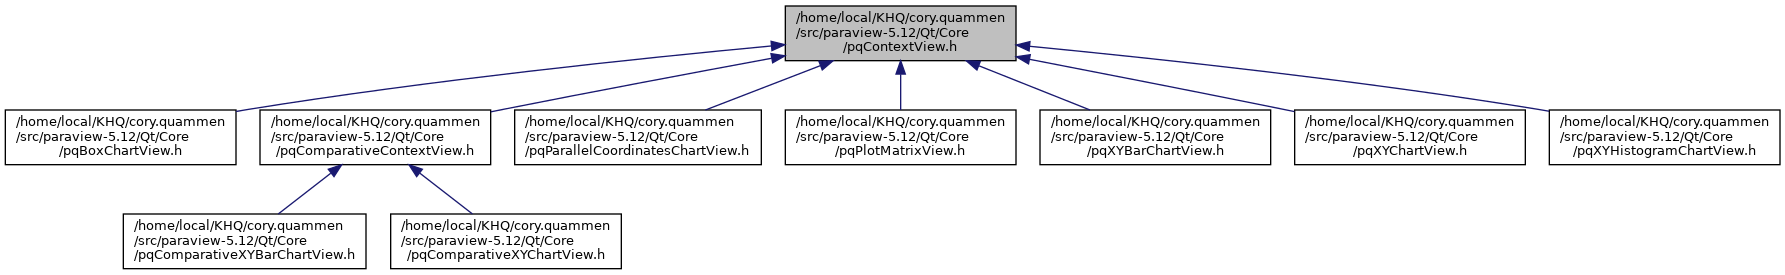 /home/local/KHQ/cory.quammen
/src/paraview-5.12/Qt/Core
/pqContextView.h
/home/local/KHQ/cory.quammen
/src/paraview-5.12/Qt/Core
/pqBoxChartView.h
/home/local/KHQ/cory.quammen
/src/paraview-5.12/Qt/Core
/pqComparativeContextView.h
/home/local/KHQ/cory.quammen
/src/paraview-5.12/Qt/Core
/pqParallelCoordinatesChartView.h
/home/local/KHQ/cory.quammen
/src/paraview-5.12/Qt/Core
/pqPlotMatrixView.h
/home/local/KHQ/cory.quammen
/src/paraview-5.12/Qt/Core
/pqXYBarChartView.h
/home/local/KHQ/cory.quammen
/src/paraview-5.12/Qt/Core
/pqXYChartView.h
/home/local/KHQ/cory.quammen
/src/paraview-5.12/Qt/Core
/pqXYHistogramChartView.h
/home/local/KHQ/cory.quammen
/src/paraview-5.12/Qt/Core
/pqComparativeXYBarChartView.h
/home/local/KHQ/cory.quammen
/src/paraview-5.12/Qt/Core
/pqComparativeXYChartView.h